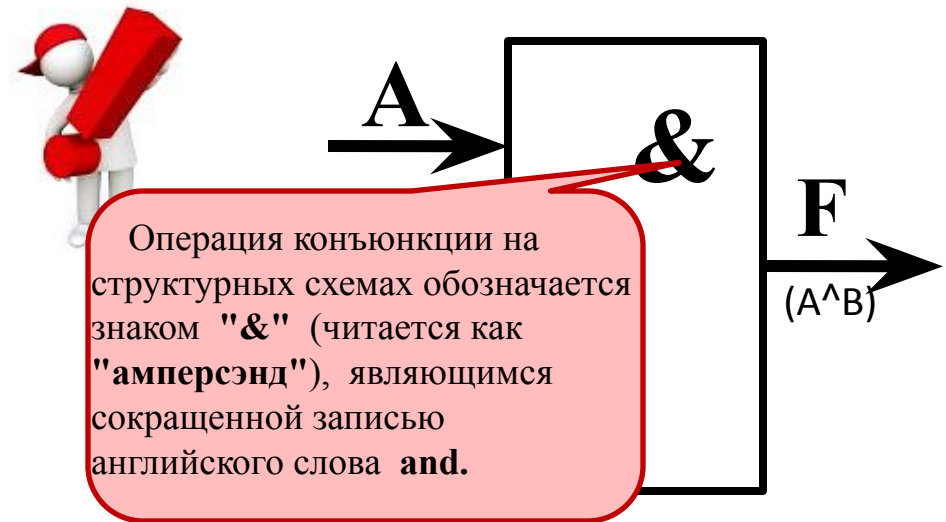 A
&
F
(A^B)
Операция конъюнкции на
структурных схемах обозначается
знаком "&" (читается как
"амперсэнд"), являющимся
сокращенной записью
английского слова and.